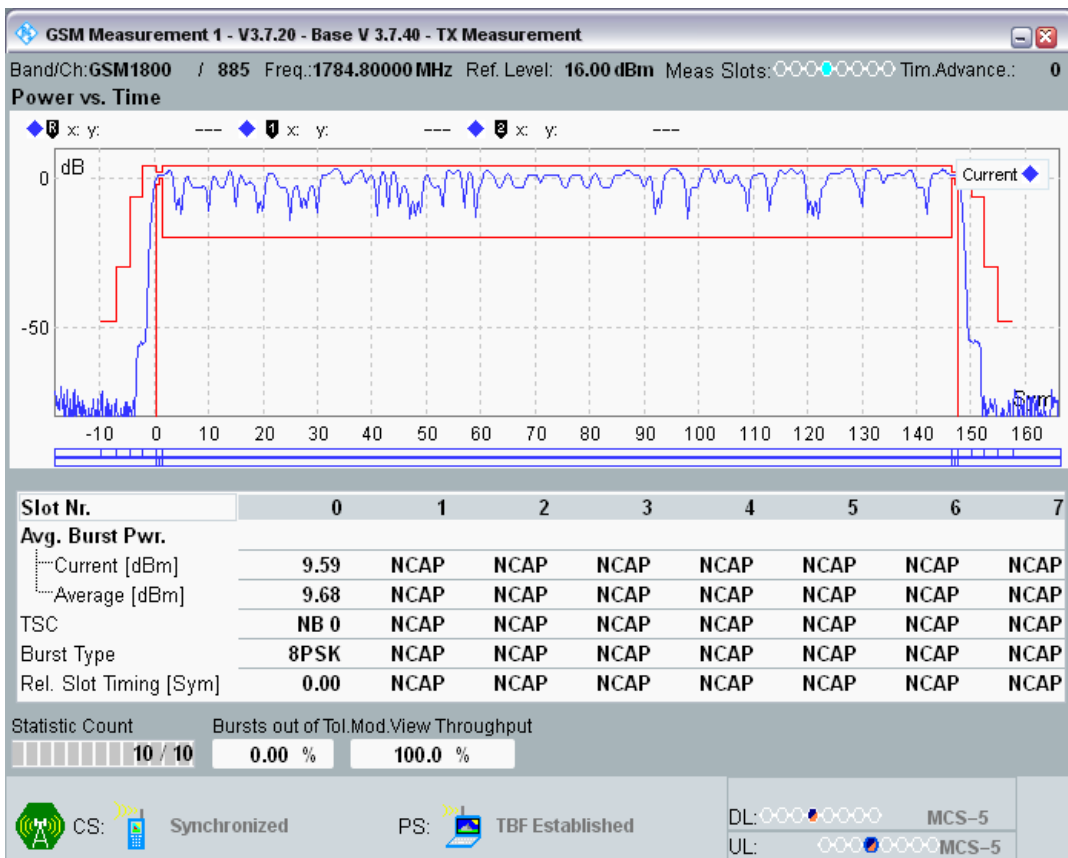 GSM Measurement 1 - V3.7.20 - Base V 3.7.40 - TX Measurement
Band/Ch:GSM1800 / 885 Freq.:1784.80000 MHz Ref. Level: 16.00 dBm Meas Slots: Tim.Advance.: 0
Power vs. Time
R x: y: --- 1 x: y: --- 2 x: y: ---
dB
0
Current
-50
Sym
-10 0 10 20 30 40 50 60 70 80 90 100 110 120 130 140 150 160
Slot Nr. 0 1 2 3 4 5 6 7
Avg. Burst Pwr.
Current [dBm] 9.59 NCAP NCAP NCAP NCAP NCAP NCAP NCAP
Average [dBm] 9.68 NCAP NCAP NCAP NCAP NCAP NCAP NCAP
TSC NB 0 NCAP NCAP NCAP NCAP NCAP NCAP NCAP
Burst Type 8PSK NCAP NCAP NCAP NCAP NCAP NCAP NCAP
Rel. Slot Timing [Sym] 0.00 NCAP NCAP NCAP NCAP NCAP NCAP NCAP
Statistic Count Bursts out of Tol.Mod.View Throughput
10 / 10 0.00 % 100.0 %
CS: Synchronized PS: TBF Established
DL: MCS-5
UL: MCS-5